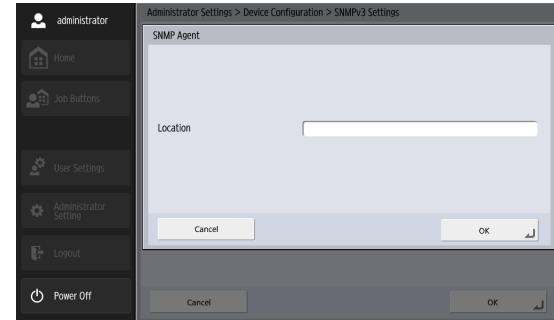 administrator
Home
Job Buttons
User Settings
Administrator
Setting
Logout
Power Off
Administrator Settings > Device Configuration > SNMPv3 Settings
SNMP Agent
Location
Cancel
OK
Cancel
OK